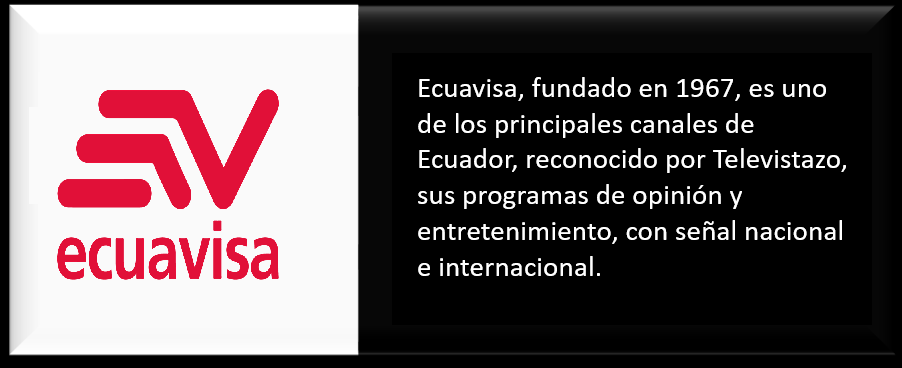 ecuavisa
Ecuavisa, fundado en 1967, es uno
de los principales canales de
Ecuador, reconocido por Televistazo,
sus programas de opinión y
entretenimiento, con señal nacional
e internacional.